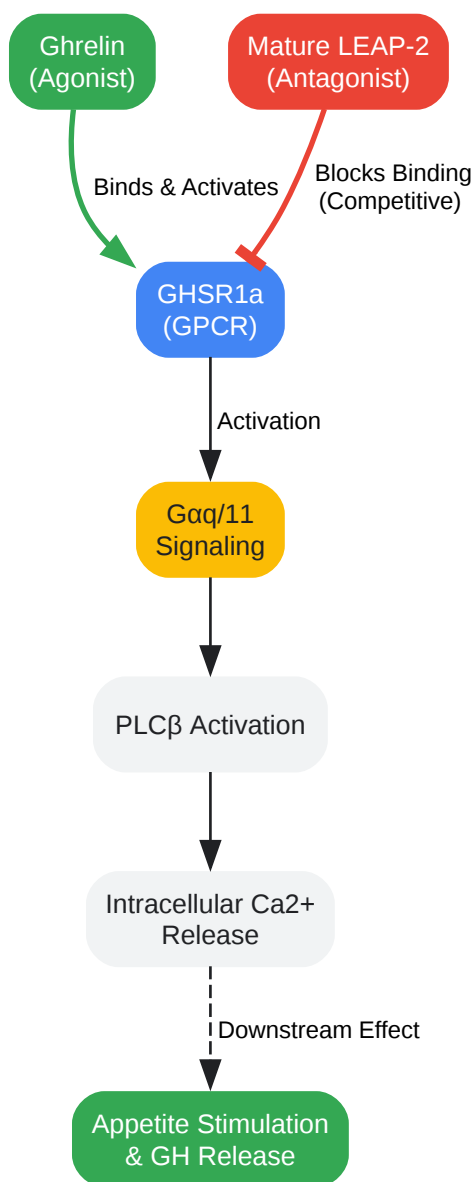 Ghrelin
(Agonist)
Mature LEAP-2
(Antagonist)
Binds & Activates
Blocks Binding
(Competitive)
GHSR1a
(GPCR)
Activation
Gαq/11
Signaling
PLCβ Activation
Intracellular Ca2+
Release
Downstream Effect
Appetite Stimulation
& GH Release